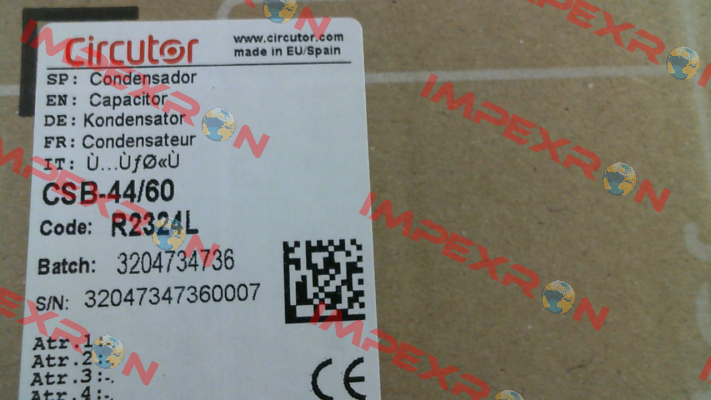 Circutor
www.circutor.com
made in EU/Spain
SP: Condensador
EN: Capacitor
DE: Kondensator
FR: Condensateur
IT: Ù...ÙƒØ«Ù
CSB-44/60
Code: R2324L
Batch: 3204734736
S/N: 32047347360007
Atr.1:-.
Atr.2:-.
Atr.3:-.
Atr.4:-.
CE
IMPEXRON
IMPEXRON
IMPEXRON
IMPEXRON
IMPEXRON
IMPEXRON